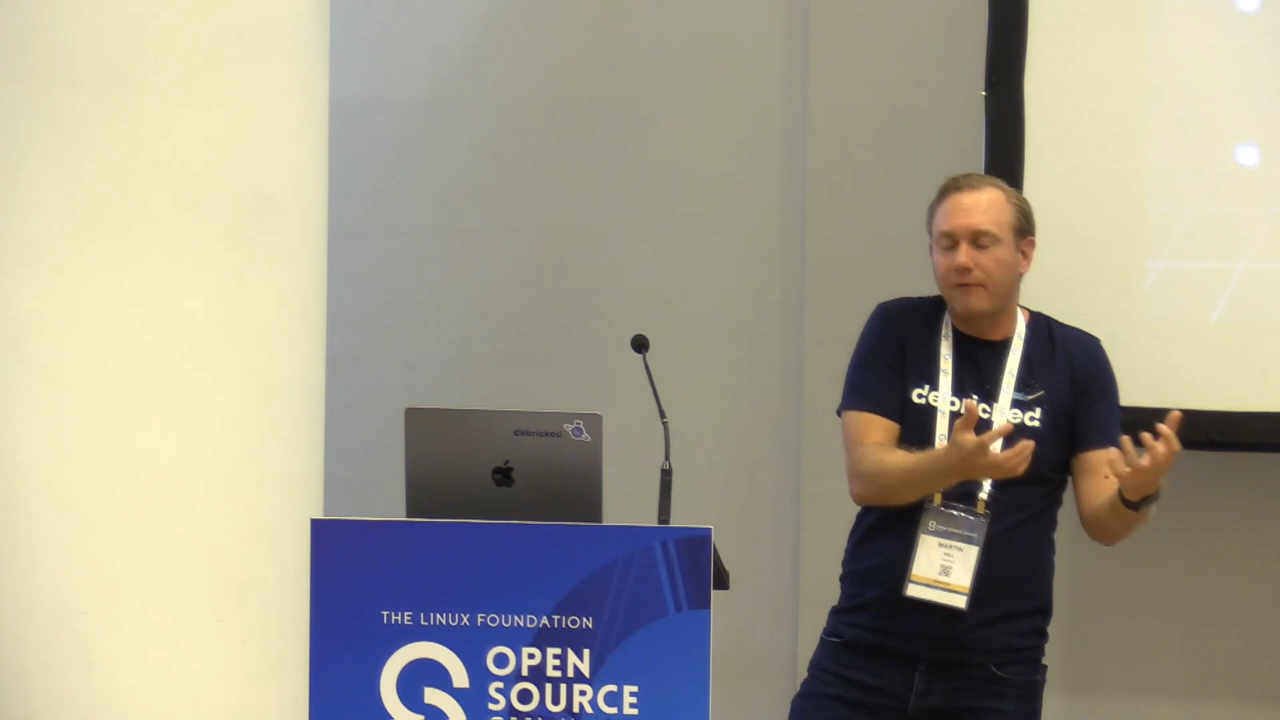 debricked
debricked
MARTIN
THE LINUX FOUNDATION
OPEN
SOURCE